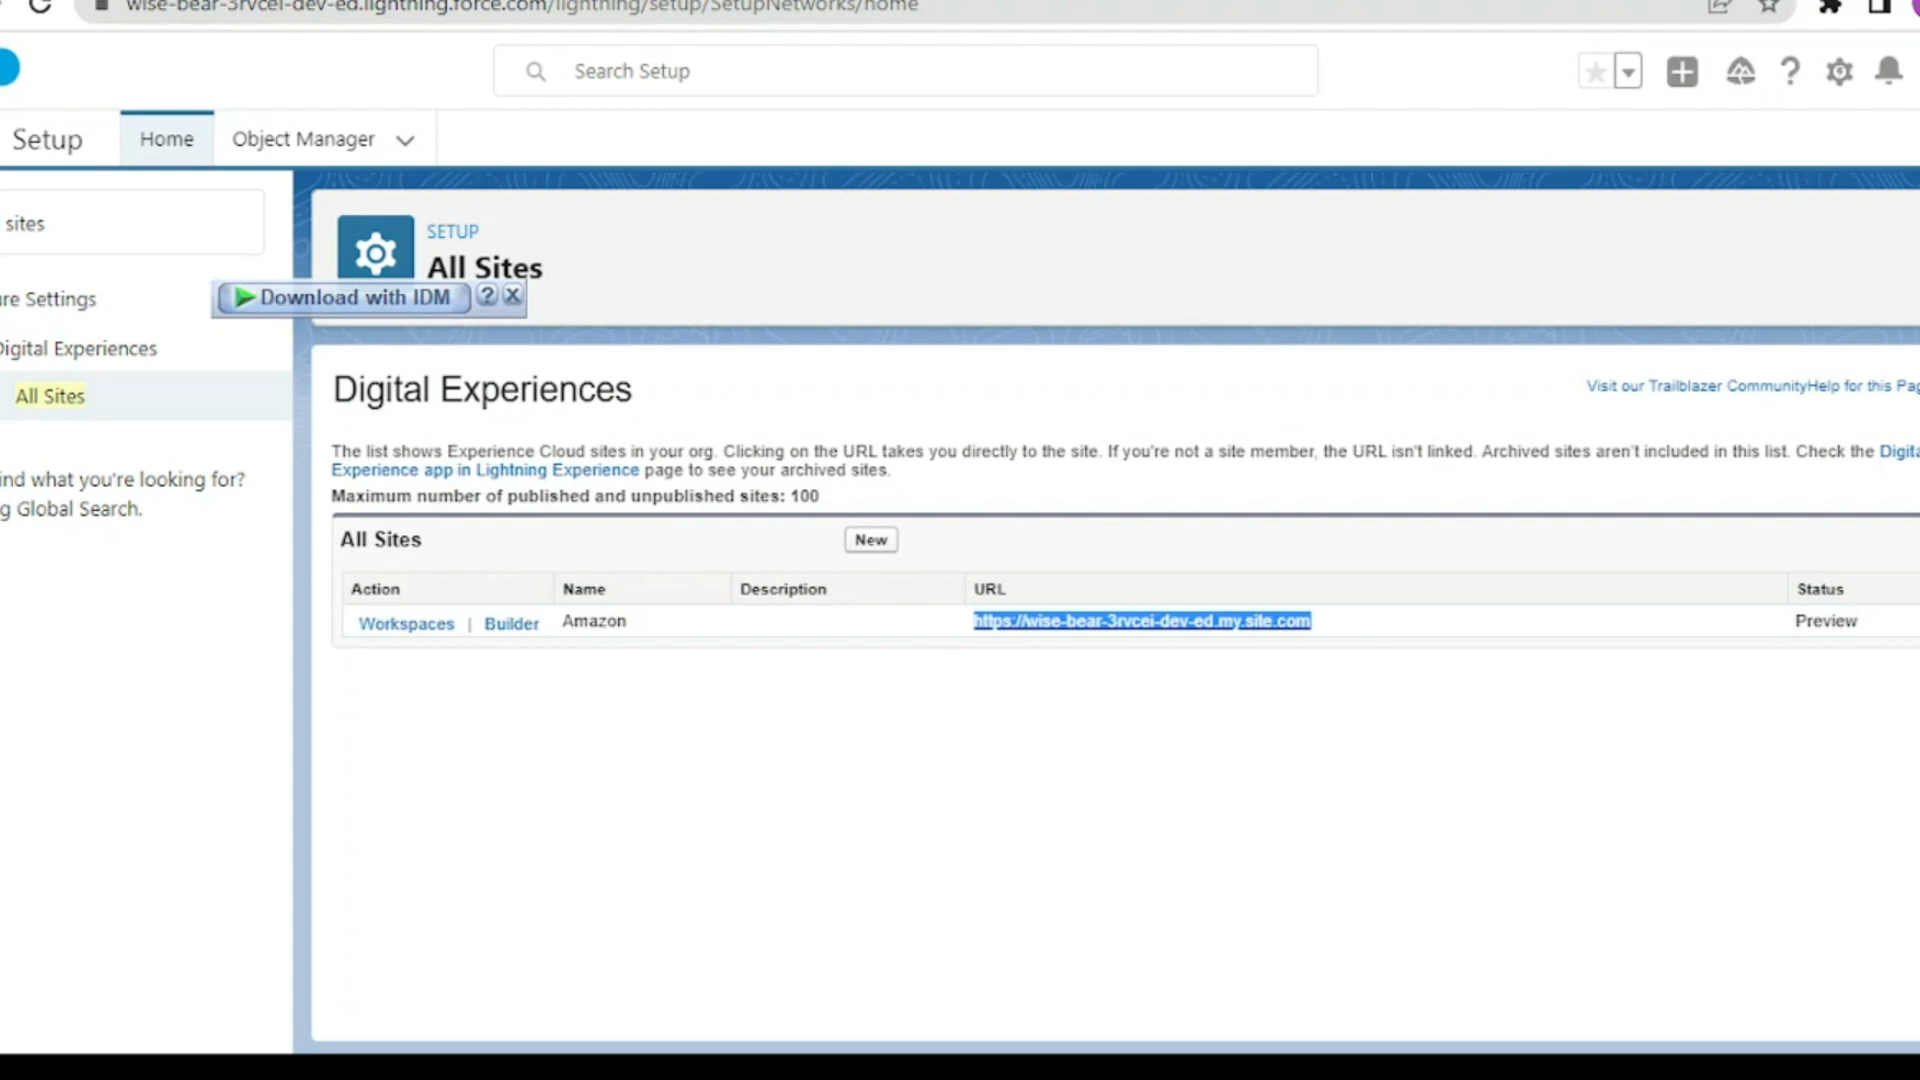 wise-bear-3rvcei-dev-ed.lightning.force.com/lightning/setup/SetupNetworks/home
Search Setup
Setup
Home
Object Manager
sites
SETUP
All Sites
Download with IDM
?
re Settings
Digital Experiences
All Sites
ind what you're looking for?
g Global Search.
Digital Experiences
Visit our Trailblazer Community
Help for this Pag
The list shows Experience Cloud sites in your org. Clicking on the URL takes you directly to the site. If you're not a site member, the URL isn't linked. Archived sites aren't included in this list. Check the Digita
Experience app in Lightning Experience page to see your archived sites.
Maximum number of published and unpublished sites: 100
All Sites
New
Action Name Description URL Status
Workspaces | Builder Amazon https://wise-bear-3rvcei-dev-ed.my.site.com Preview